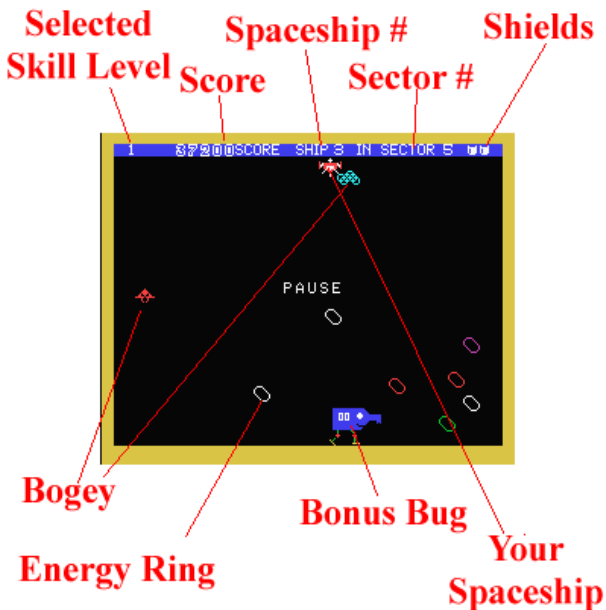 Selected
Skill Level
Score
Spaceship #
Sector #
Shields
1 37200SCORE SHIP 3 IN SECTOR 5
PAUSE
1
Bogey
Energy Ring
Bonus Bug
Your
Spaceship